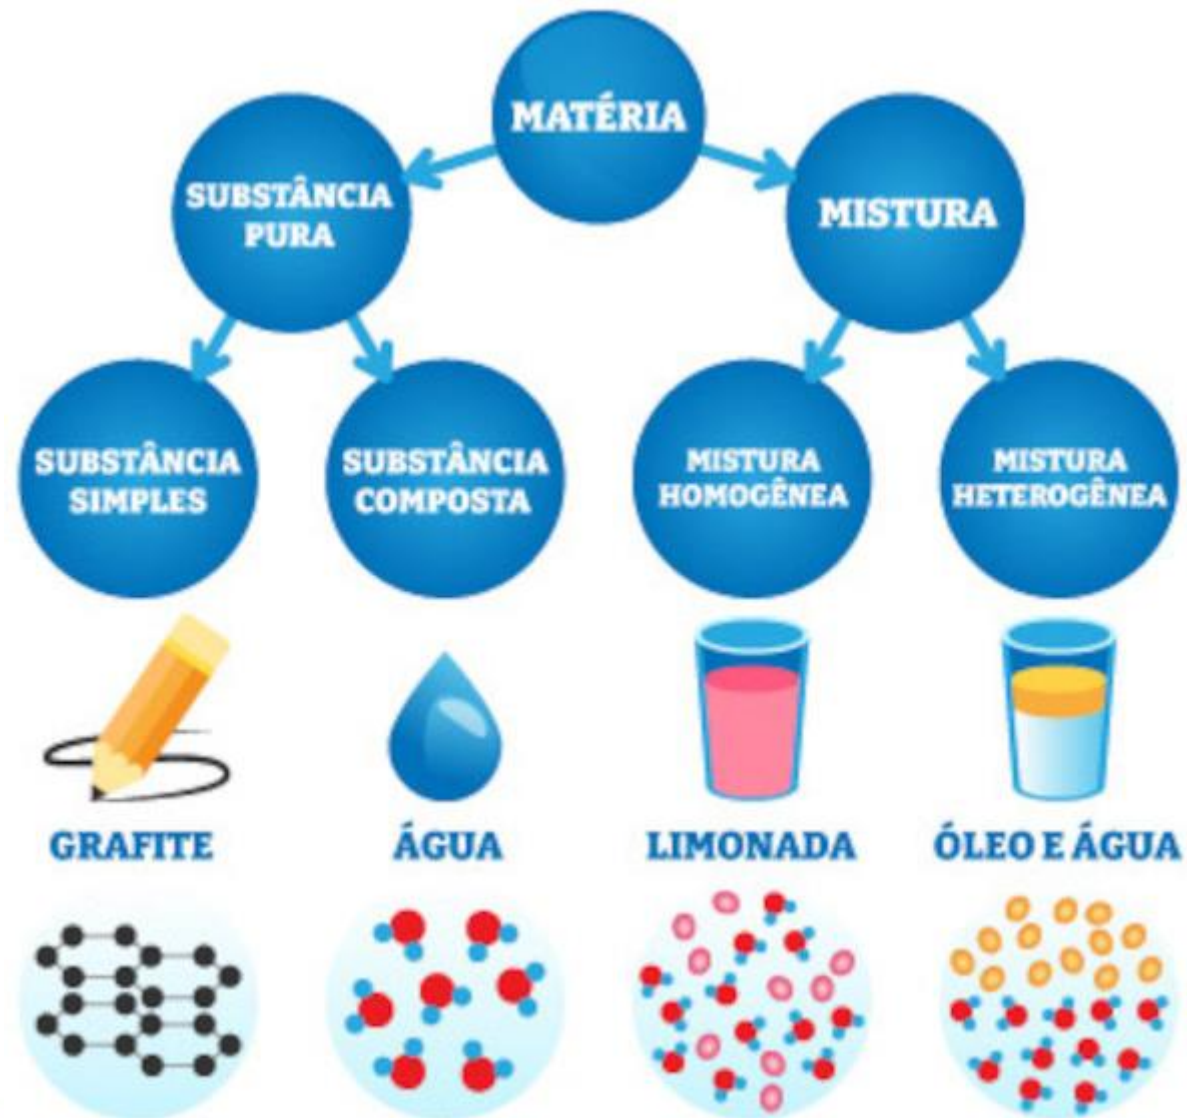 MATÉRIA
SUBSTÂNCIA
PURA
MISTURA
SUBSTÂNCIA
SIMPLES
SUBSTÂNCIA
COMPOSTA
MISTURA
HOMOGÊNEA
MISTURA
HETEROGÊNEA
GRAFITE
ÁGUA
LIMONADA
ÓLEO E ÁGUA